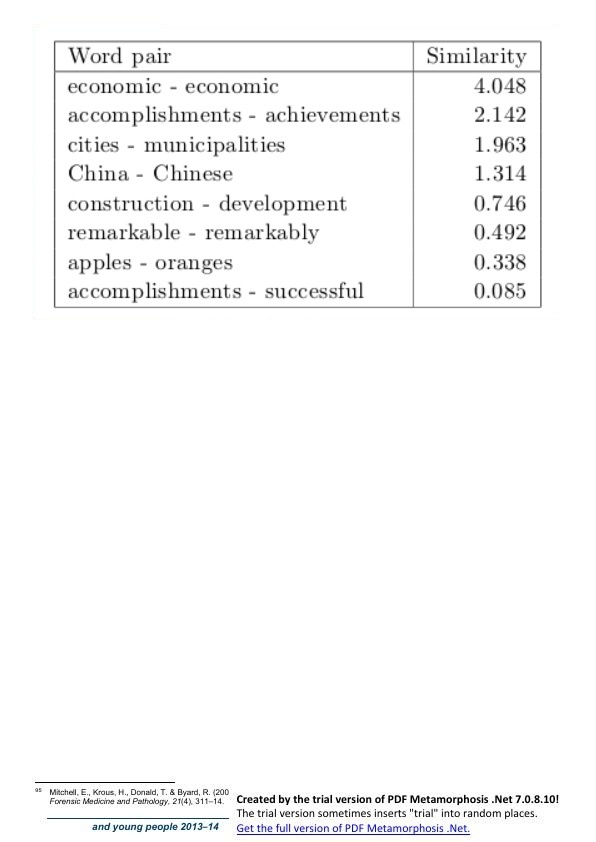 Word pair Similarity
economic - economic 4.048
accomplishments - achievements 2.142
cities - municipalities 1.963
China - Chinese 1.314
construction - development 0.746
remarkable - remarkably 0.492
apples - oranges 0.338
accomplishments - successful 0.085
95 Mitchell, E., Krous, H., Donald, T. & Byard, R. (200
Forensic Medicine and Pathology, 21(4), 311–14.
and young people 2013–14
Created by the trial version of PDF Metamorphosis .Net 7.0.8.10!
The trial version sometimes inserts "trial" into random places.
Get the full version of PDF Metamorphosis .Net.